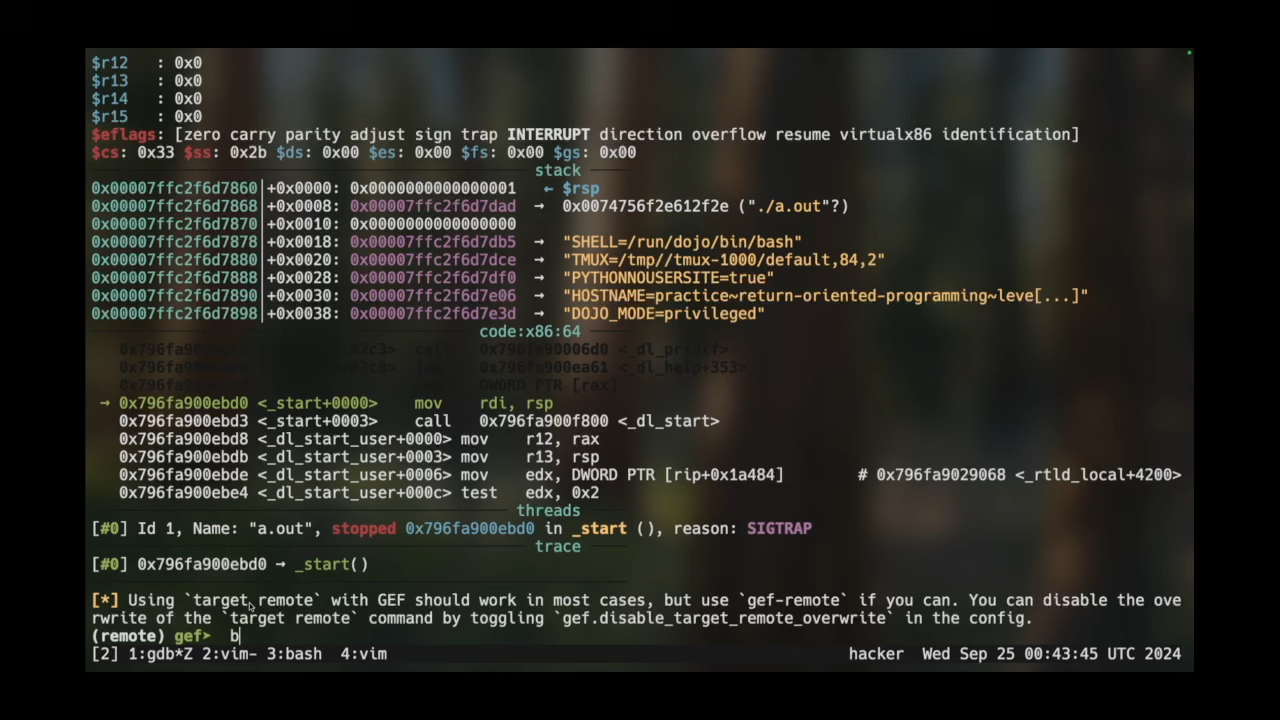 $r12   : 0x0
$r13   : 0x0
$r14   : 0x0
$r15   : 0x0
$eflags: [zero carry parity adjust sign trap INTERRUPT direction overflow resume virtualx86 identification]
$cs: 0x33 $ss: 0x2b $ds: 0x00 $es: 0x00 $fs: 0x00 $gs: 0x00
stack
0x00007ffc2f6d7860│+0x0000: 0x0000000000000001   ← $rsp
0x00007ffc2f6d7868│+0x0008: 0x00007ffc2f6d7dad  →  0x0074756f2e612f2e ("./a.out"?)
0x00007ffc2f6d7870│+0x0010: 0x0000000000000000
0x00007ffc2f6d7878│+0x0018: 0x00007ffc2f6d7db5  →  "SHELL=/run/dojo/bin/bash"
0x00007ffc2f6d7880│+0x0020: 0x00007ffc2f6d7dce  →  "TMUX=/tmp//tmux-1000/default,84,2"
0x00007ffc2f6d7888│+0x0028: 0x00007ffc2f6d7df0  →  "PYTHONNOUSERSITE=true"
0x00007ffc2f6d7890│+0x0030: 0x00007ffc2f6d7e06  →  "HOSTNAME=practice~return-oriented-programming~leve[...]"
0x00007ffc2f6d7898│+0x0038: 0x00007ffc2f6d7e3d  →  "DOJO_MODE=privileged"
code:x86:64
0x796fa90006d0 <_dl_printf>
0x796fa900ea61 <_dl_help+353>
DWORD PTR [rax]
→ 0x796fa900ebd0 <_start+0000>    mov    rdi, rsp
0x796fa900ebd3 <_start+0003>    call   0x796fa900f800 <_dl_start>
0x796fa900ebd8 <_dl_start_user+0000> mov    r12, rax
0x796fa900ebdb <_dl_start_user+0003> mov    r13, rsp
0x796fa900ebde <_dl_start_user+0006> mov    edx, DWORD PTR [rip+0x1a484]        # 0x796fa9029068 <_rtld_local+4200>
0x796fa900ebe4 <_dl_start_user+000c> test   edx, 0x2
threads
[#0] Id 1, Name: "a.out", stopped 0x796fa900ebd0 in _start (), reason: SIGTRAP
trace
[#0] 0x796fa900ebd0 → _start()
[*] Using `target remote` with GEF should work in most cases, but use `gef-remote` if you can. You can disable the ove
rwrite of the `target remote` command by toggling `gef.disable_target_remote_overwrite` in the config.
(remote) gef➤  b
[2] 1:gdb*Z 2:vim- 3:bash  4:vim hacker  Wed Sep 25 00:43:45 UTC 2024